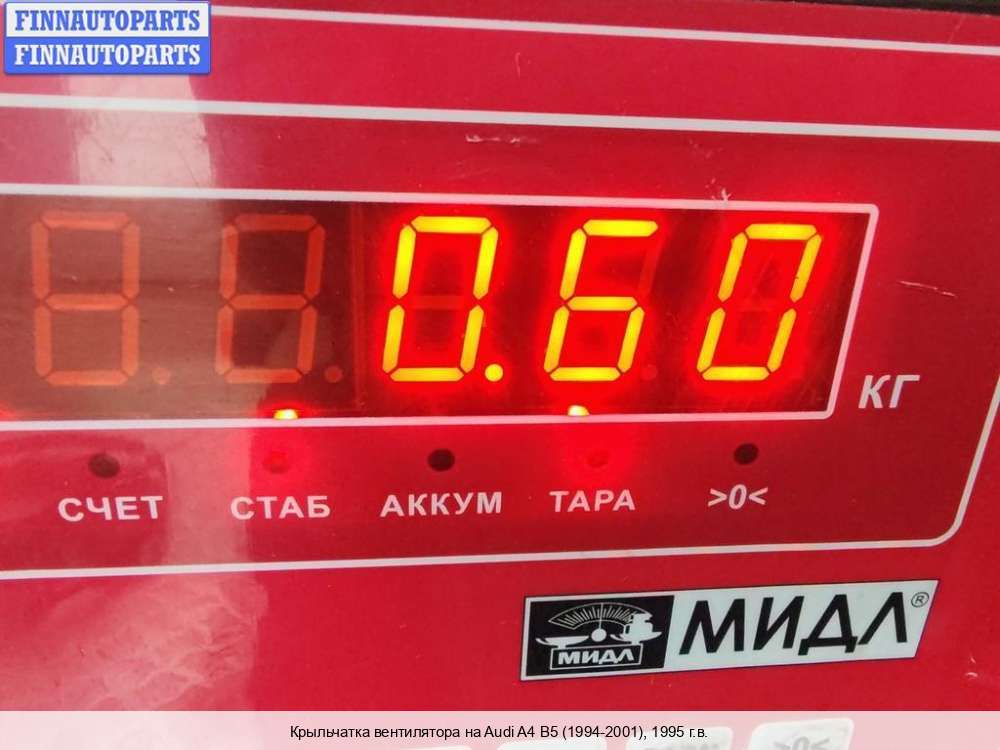 FINNAUTOPARTS
FINNAUTOPARTS
0.60
КГ
СЧЕТ СТАБ АККУМ ТАРА >0<
МИДЛ МИДЛ®
Крыльчатка вентилятора на Audi A4 B5 (1994-2001), 1995 г.в.